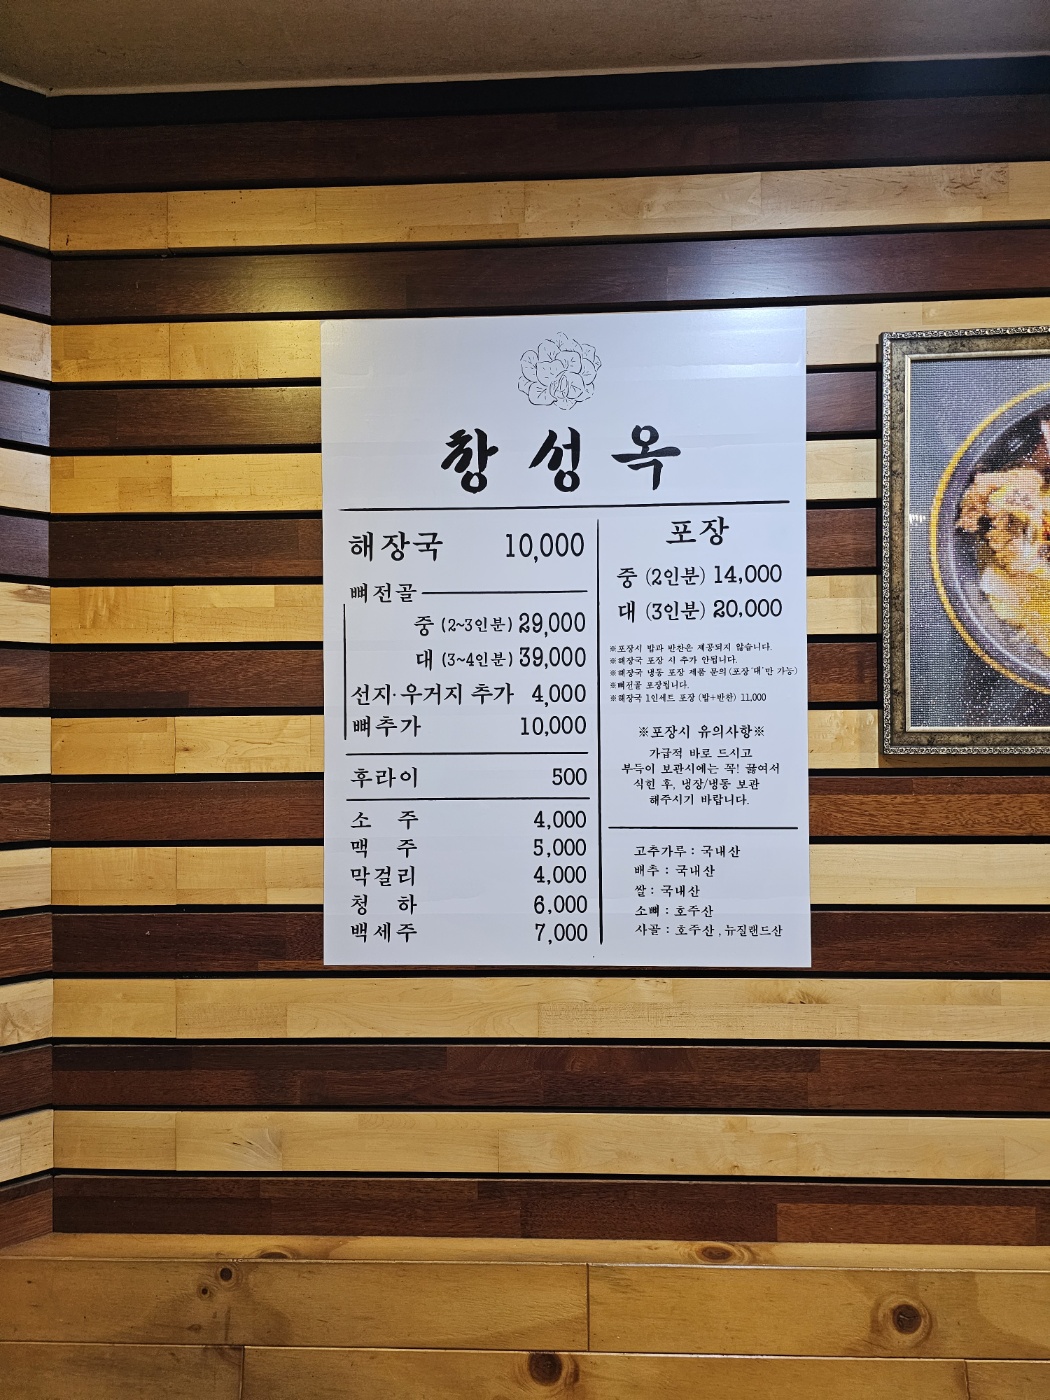 창성옥
해장국 10,000
뼈전골
중 (2~3인분) 29,000
대 (3~4인분) 39,000
선지·우거지 추가 4,000
뼈추가 10,000
후라이 500
소 주 4,000
맥 주 5,000
막걸리 4,000
청 하 6,000
백세주 7,000
포장
중 (2인분) 14,000
대 (3인분) 20,000
※포장시 밥과 반찬은 제공되지 않습니다.
※해장국 포장 시 추가 안됩니다.
※해장국 냉동 포장 제품 문의(포장'대'만 가능)
※뼈전골 포장됩니다.
※해장국 1인세트 포장 (밥+반찬) 11,000
※포장시 유의사항※
가급적 바로 드시고
부득이 보관시에는 꼭! 끓여서
식힌 후, 냉장/냉동 보관
해주시기 바랍니다.
고추가루 : 국내산
배추 : 국내산
쌀 : 국내산
소뼈 : 호주산
사골 : 호주산 , 뉴질랜드산